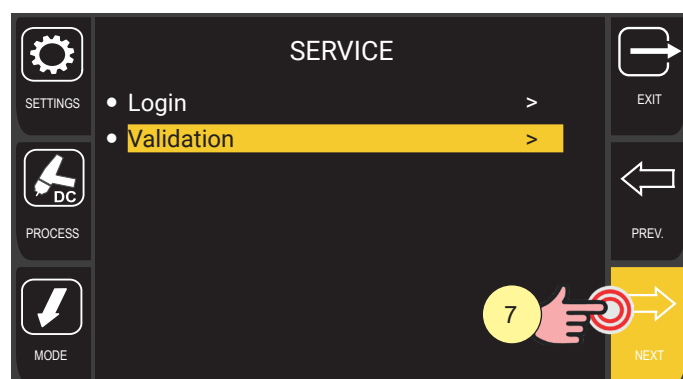 SERVICE
SETTINGS
• Login >
EXIT
• Validation >
DC
PROCESS
PREV.
7
MODE
NEXT